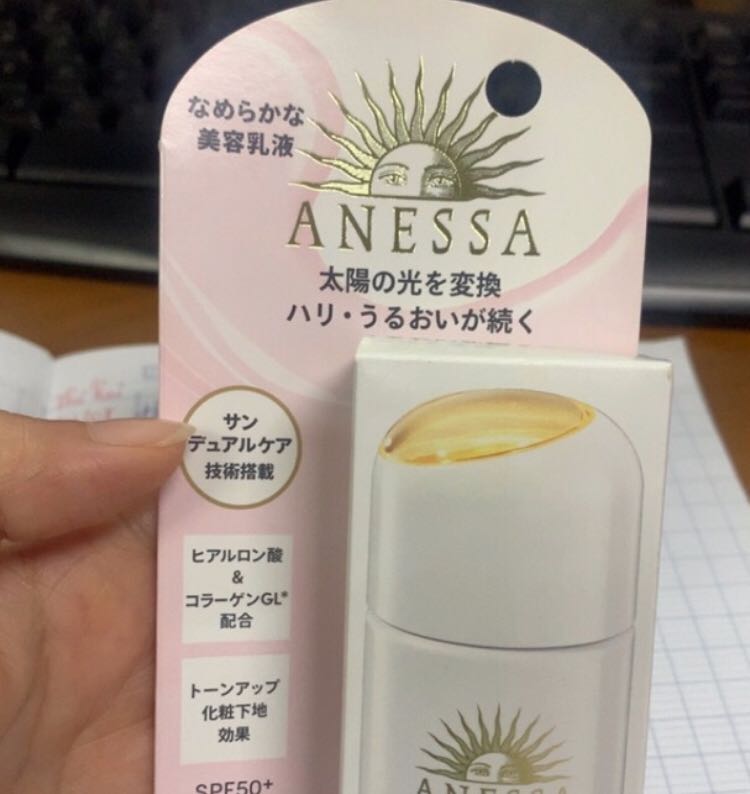 なめらかな
美容乳液
ANESSA
太陽の光を変換
ハリ・うるおいが続く
サン
デュアルケア
技術搭載
ヒアルロン酸
&
コラーゲンGL*
配合
トーンアップ
化粧下地
効果
SPF50+
ANESSA